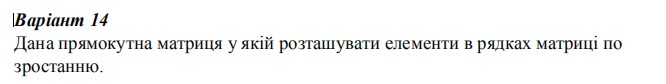 Варіант 14
Дана прямокутна матриця у якій розташувати елементи в рядках матриці по
зростанню.